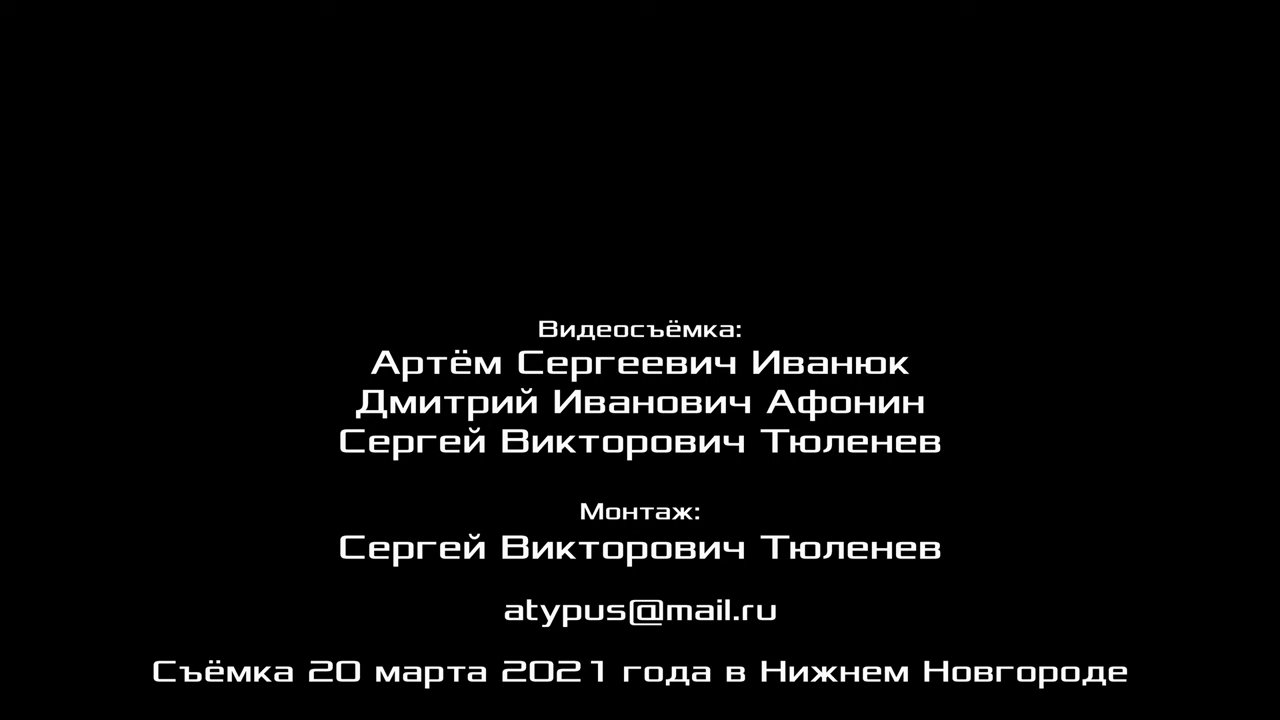 Видеосъёмка:
Артём Сергеевич Иванюк
Дмитрий Иванович Афонин
Сергей Викторович Тюленев
Монтаж:
Сергей Викторович Тюленев
atypus@mail.ru
Съёмка 20 марта 2021 года в Нижнем Новгороде